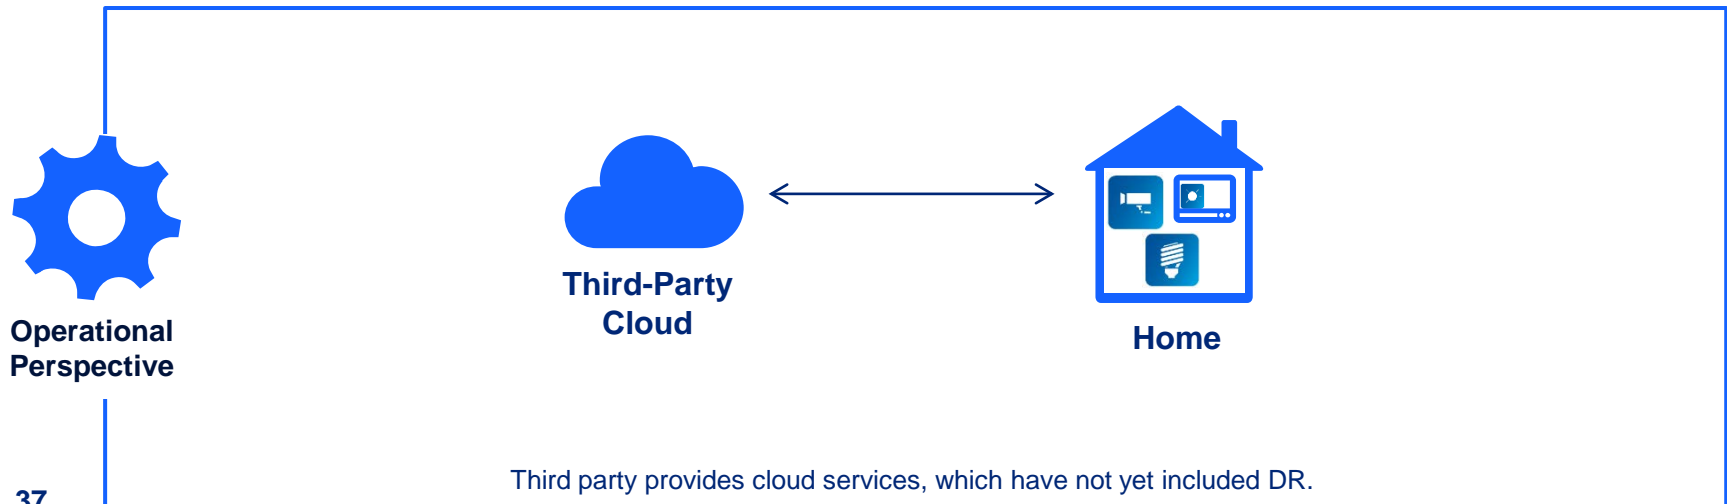 Third-Party
Cloud
Home
Operational
Perspective
Third party provides cloud services, which have not yet included DR.
37